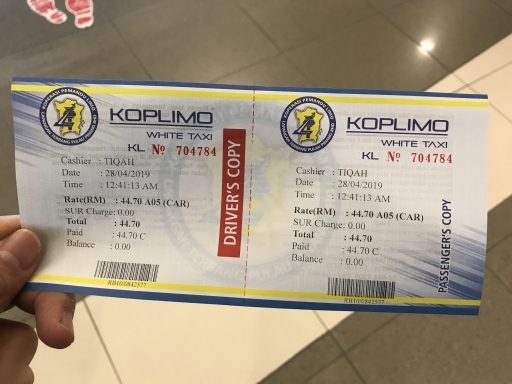 KOPLIMO
WHITE TAXI
KL № 704784
Cashier : TIQAH
Date : 28/04/2019
Time : 12:41:13 AM
Rate(RM) : 44.70 A05 (CAR)
SUR Charge: 0.00
Total : 44.70
Paid : 44.70 C
Balance : 0.00
DRIVER'S COPY
KOPLIMO
WHITE TAXI
KL № 704784
Cashier : TIQAH
Date : 28/04/2019
Time : 12:41:13 AM
Rate(RM) : 44.70 A05 (CAR)
SUR Charge: 0.00
Total : 44.70
Paid : 44.70 C
Balance : 0.00
PASSENGER'S COPY